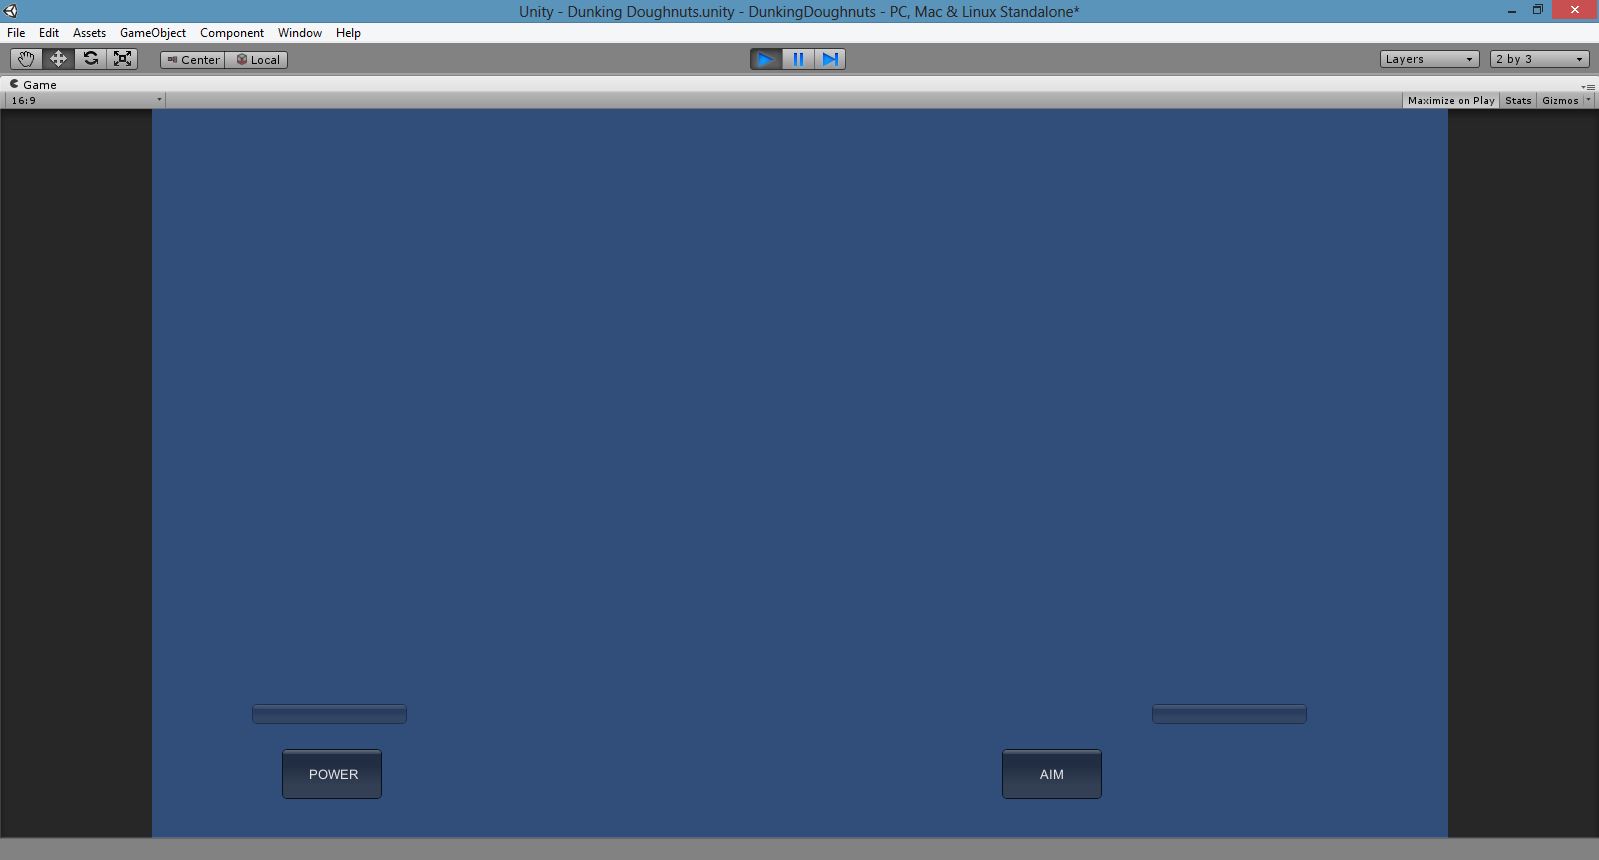 Unity - Dunking Doughnuts.unity - DunkingDoughnuts - PC, Mac & Linux Standalone*
File Edit Assets GameObject Component Window Help
Center Local Layers 2 by 3
Game
16:9 Maximize on Play Stats Gizmos
POWER AIM